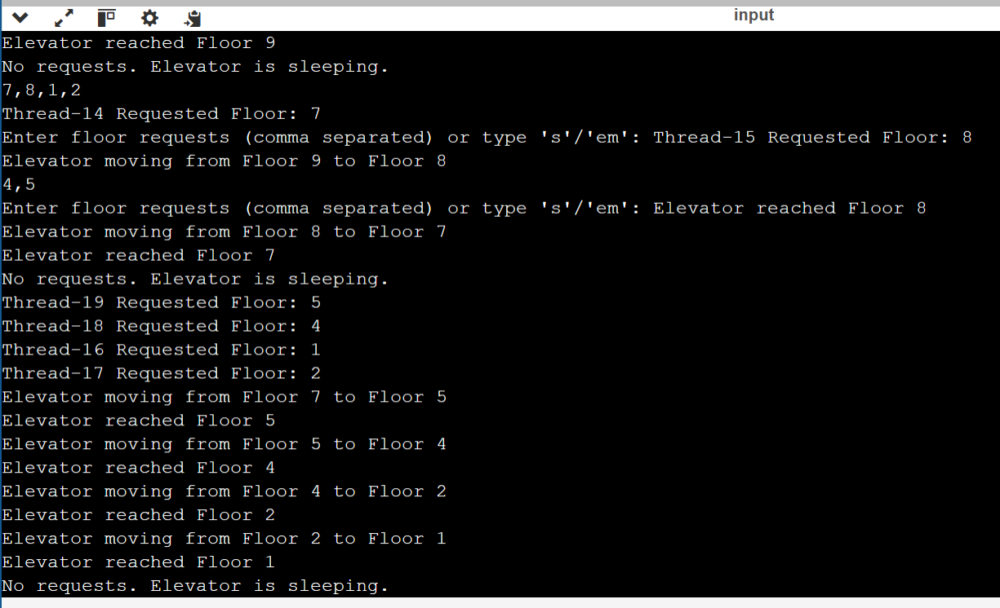 input
Elevator reached Floor 9
No requests. Elevator is sleeping.
7,8,1,2
Thread-14 Requested Floor: 7
Enter floor requests (comma separated) or type 's'/'em': Thread-15 Requested Floor: 8
Elevator moving from Floor 9 to Floor 8
4,5
Enter floor requests (comma separated) or type 's'/'em': Elevator reached Floor 8
Elevator moving from Floor 8 to Floor 7
Elevator reached Floor 7
No requests. Elevator is sleeping.
Thread-19 Requested Floor: 5
Thread-18 Requested Floor: 4
Thread-16 Requested Floor: 1
Thread-17 Requested Floor: 2
Elevator moving from Floor 7 to Floor 5
Elevator reached Floor 5
Elevator moving from Floor 5 to Floor 4
Elevator reached Floor 4
Elevator moving from Floor 4 to Floor 2
Elevator reached Floor 2
Elevator moving from Floor 2 to Floor 1
Elevator reached Floor 1
No requests. Elevator is sleeping.